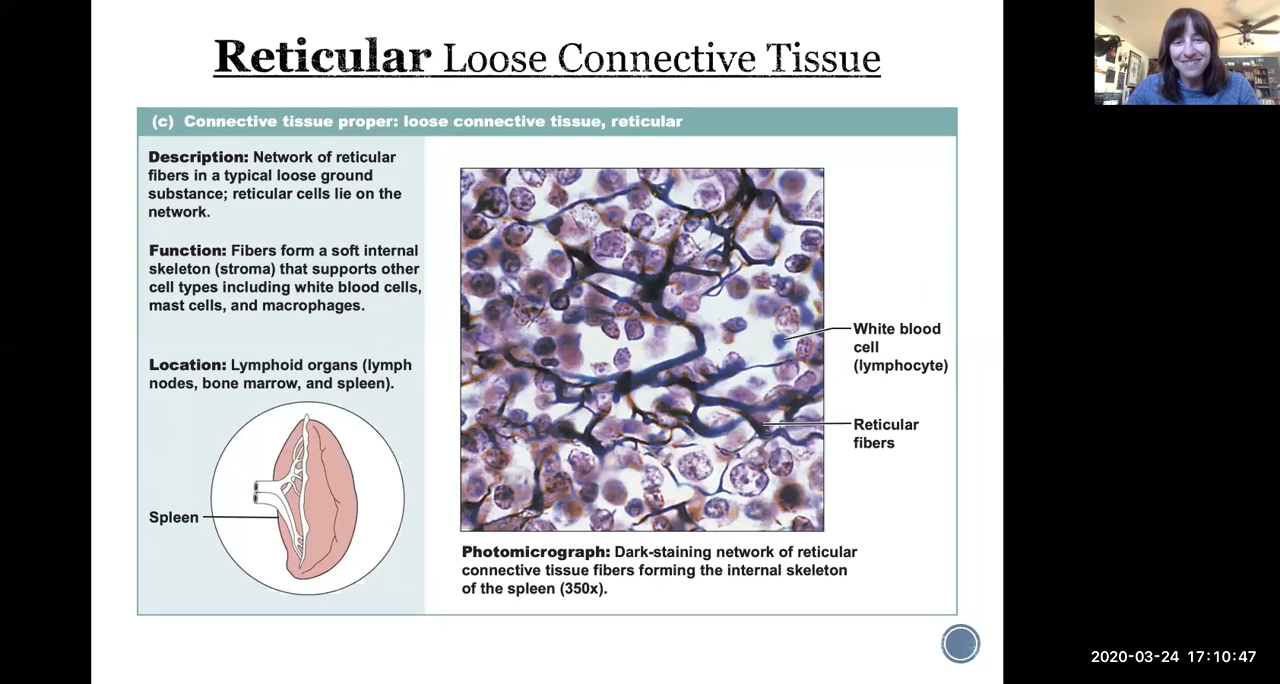 Reticular Loose Connective Tissue
(c) Connective tissue proper: loose connective tissue, reticular
Description: Network of reticular
fibers in a typical loose ground
substance; reticular cells lie on the
network.
Function: Fibers form a soft internal
skeleton (stroma) that supports other
cell types including white blood cells,
mast cells, and macrophages.
Location: Lymphoid organs (lymph
nodes, bone marrow, and spleen).
Spleen
White blood
cell
(lymphocyte)
Reticular
fibers
Photomicrograph: Dark-staining network of reticular
connective tissue fibers forming the internal skeleton
of the spleen (350x).
2020-03-24 17:10:47